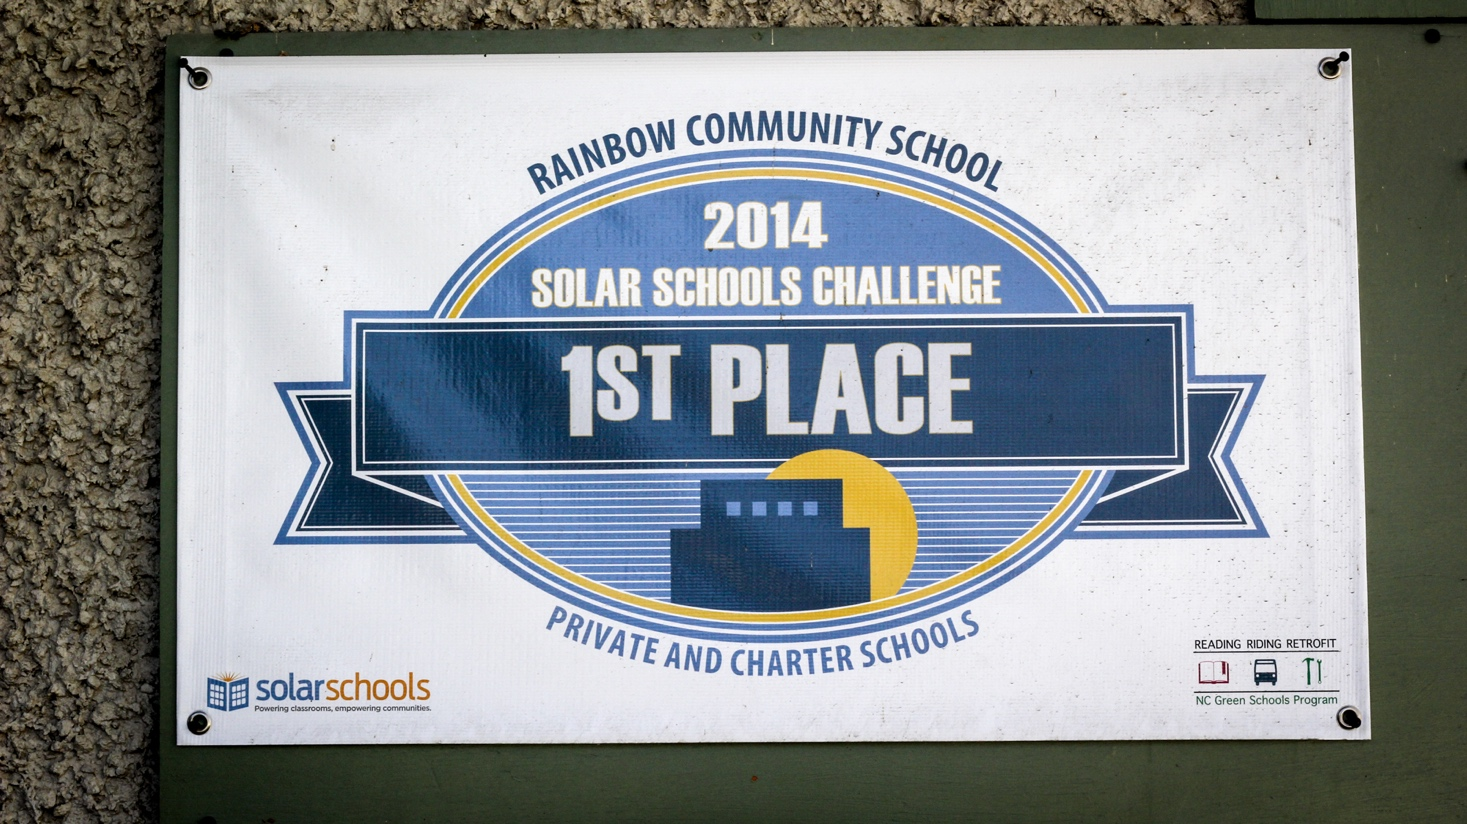 RAINBOW COMMUNITY SCHOOL
2014
SOLAR SCHOOLS CHALLENGE
1ST PLACE
PRIVATE AND CHARTER SCHOOLS
solarschools
Powering classrooms, empowering communities.
READING RIDING RETROFIT
NC Green Schools Program